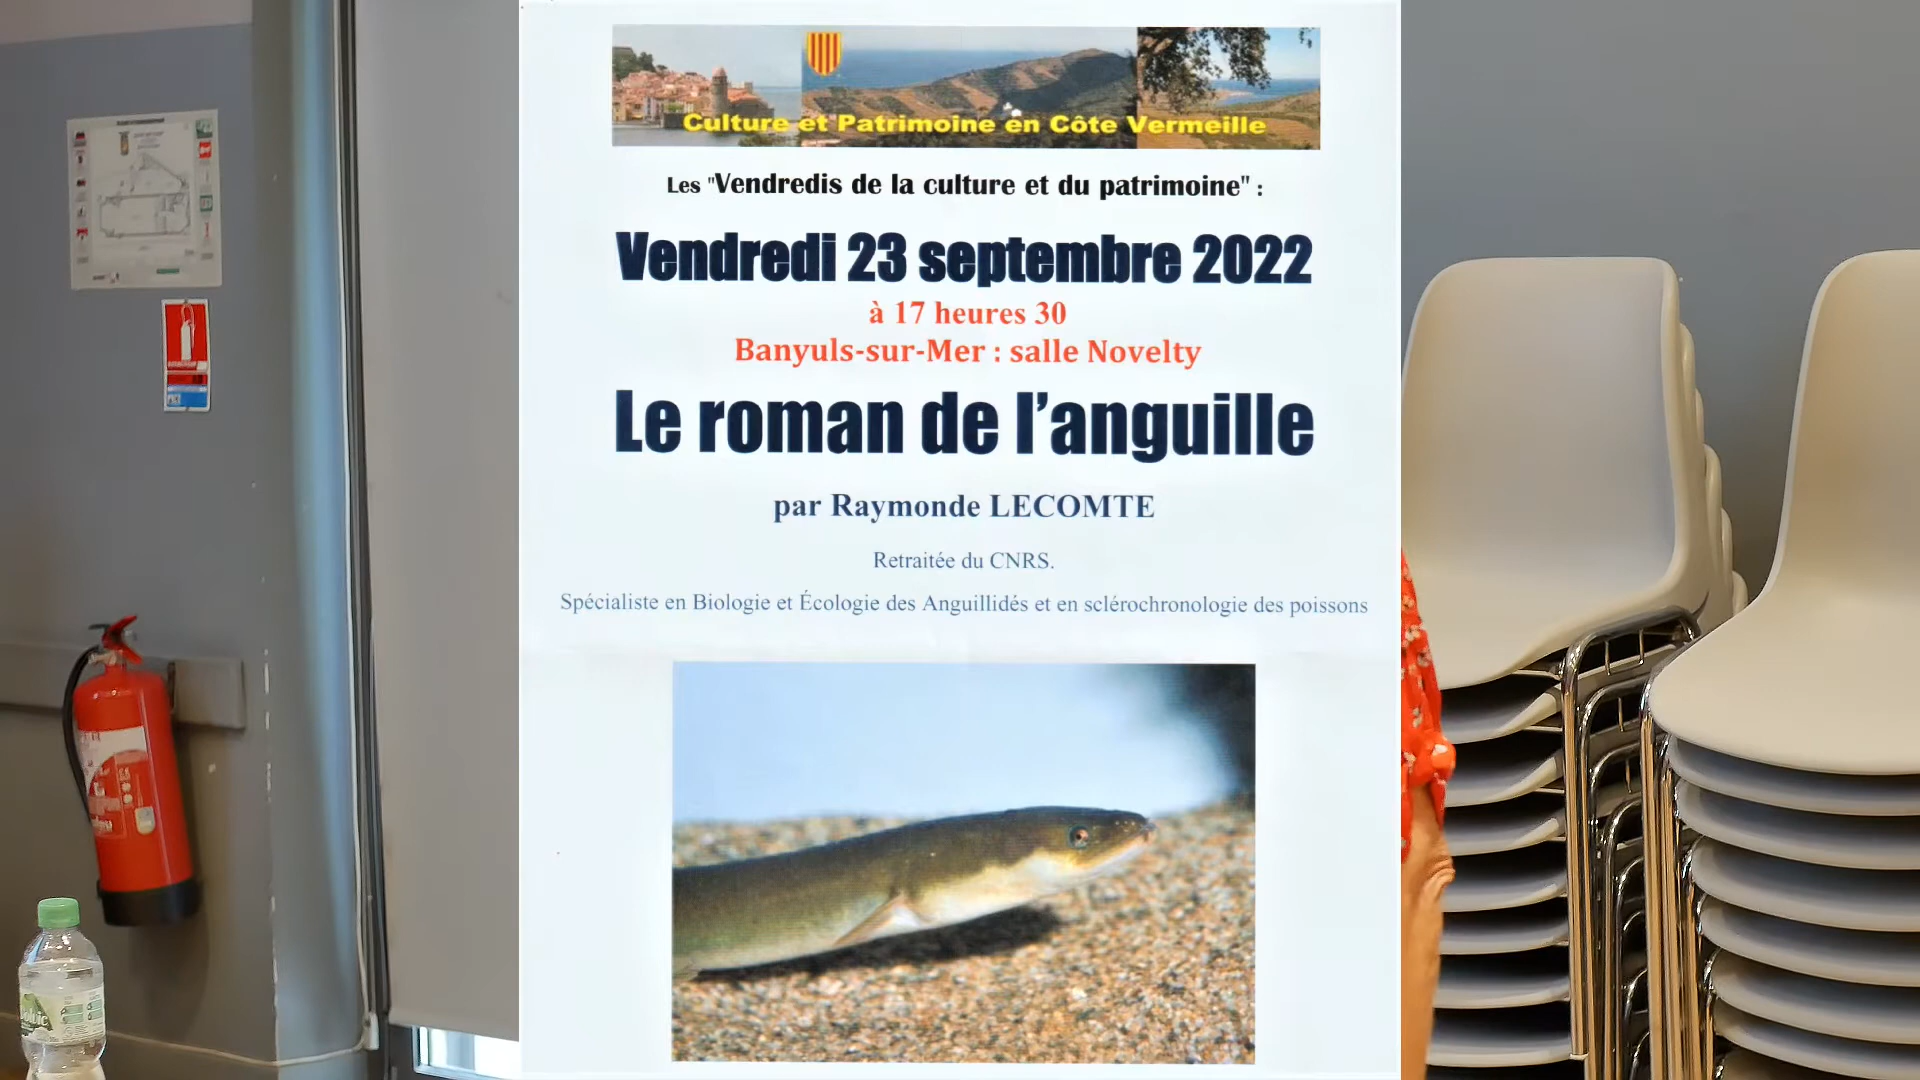 Culture et Patrimoine en Côte Vermeille
Les "Vendredis de la culture et du patrimoine" :
Vendredi 23 septembre 2022
à 17 heures 30
Banyuls-sur-Mer : salle Novelty
Le roman de l'anguille
par Raymonde LECOMTE
Retraitée du CNRS.
Spécialiste en Biologie et Écologie des Anguillidés et en sclérochronologie des poissons